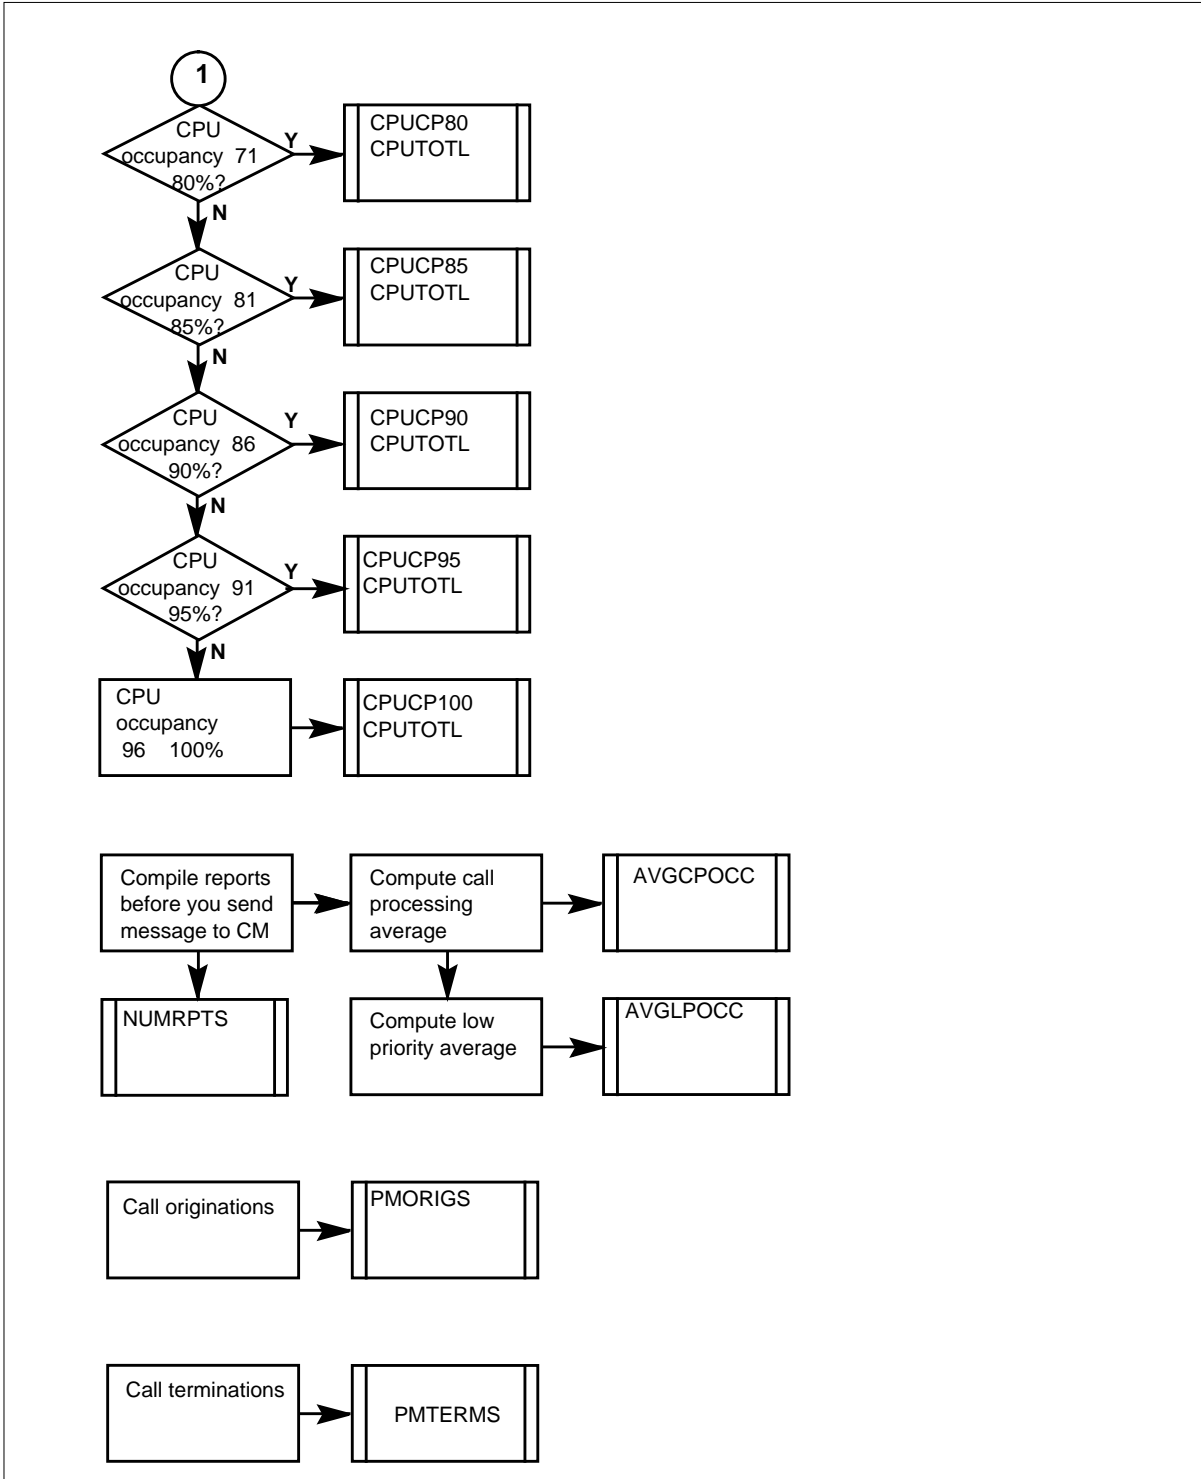 1
CPU
occupancy 71
80%?
Y
CPUCP80
CPUTOTL
N
CPU
occupancy 81
85%?
Y
CPUCP85
CPUTOTL
N
CPU
occupancy 86
90%?
Y
CPUCP90
CPUTOTL
N
CPU
occupancy 91
95%?
Y
CPUCP95
CPUTOTL
N
CPU
occupancy
96 100%
CPUCP100
CPUTOTL
Compile reports
before you send
message to CM
Compute call
processing
average
AVGCPOCC
NUMRPTS
Compute low
priority average
AVGLPOCC
Call originations
PMORIGS
Call terminations
PMTERMS